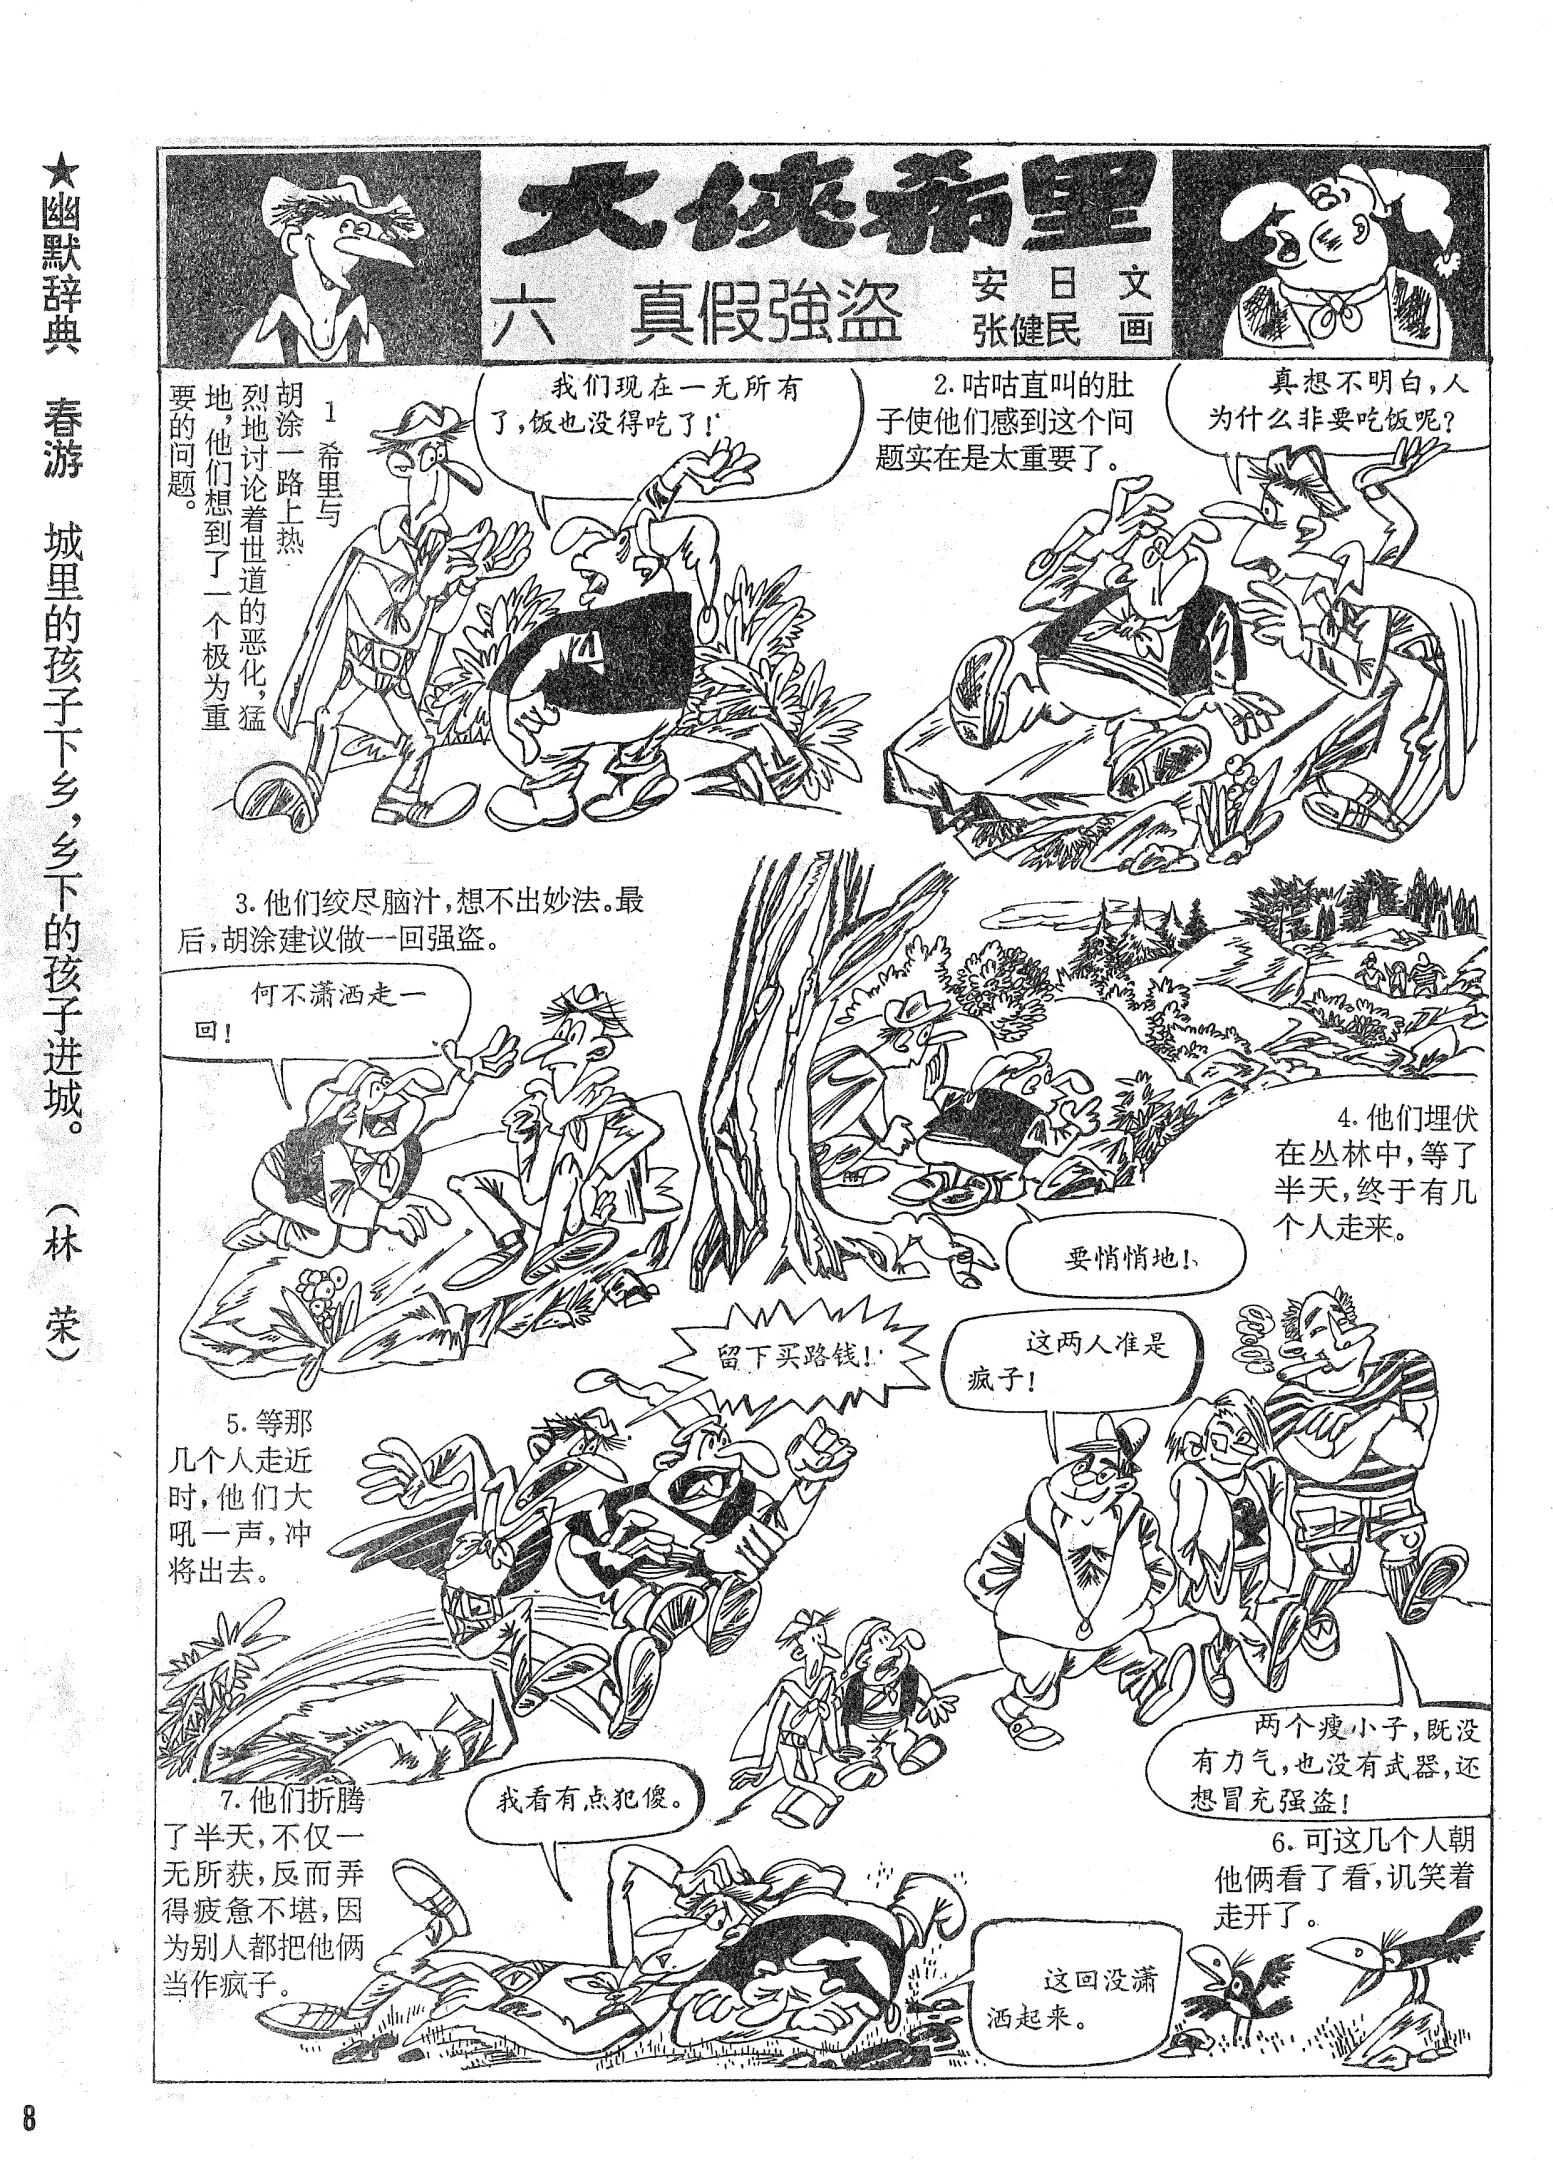 ★幽默辞典　春游　城里的孩子下乡，乡下的孩子进城。（林　荣）
大侠希里
六　真假強盗
安日文
张健民画
1 希里与
胡涂一路上热
烈地讨论着世道的恶化，猛
地，他们想到了一个极为重
要的问题。
我们现在一无所有
了，饭也没得吃了！
2.咕咕直叫的肚
子使他们感到这个问
题实在是太重要了。
真想不明白，人
为什么非要吃饭呢？
3.他们绞尽脑汁，想不出妙法。最
后，胡涂建议做一回强盗。
何不潇洒走一
回！
4.他们埋伏
在丛林中，等了
半天，终于有几
个人走来。
要悄悄地！
5.等那
几个人走近
时，他们大
吼一声，冲
将出去。
留下买路钱！
这两人准是
疯子！
两个瘦小子，既没
有力气，也没有武器，还
想冒充强盗！
6.可这几个人朝
他俩看了看，讥笑着
走开了。
7.他们折腾
了半天，不仅一
无所获，反而弄
得疲惫不堪，因
为别人都把他俩
当作疯子。
我看有点犯傻。
这回没潇
洒起来。
8